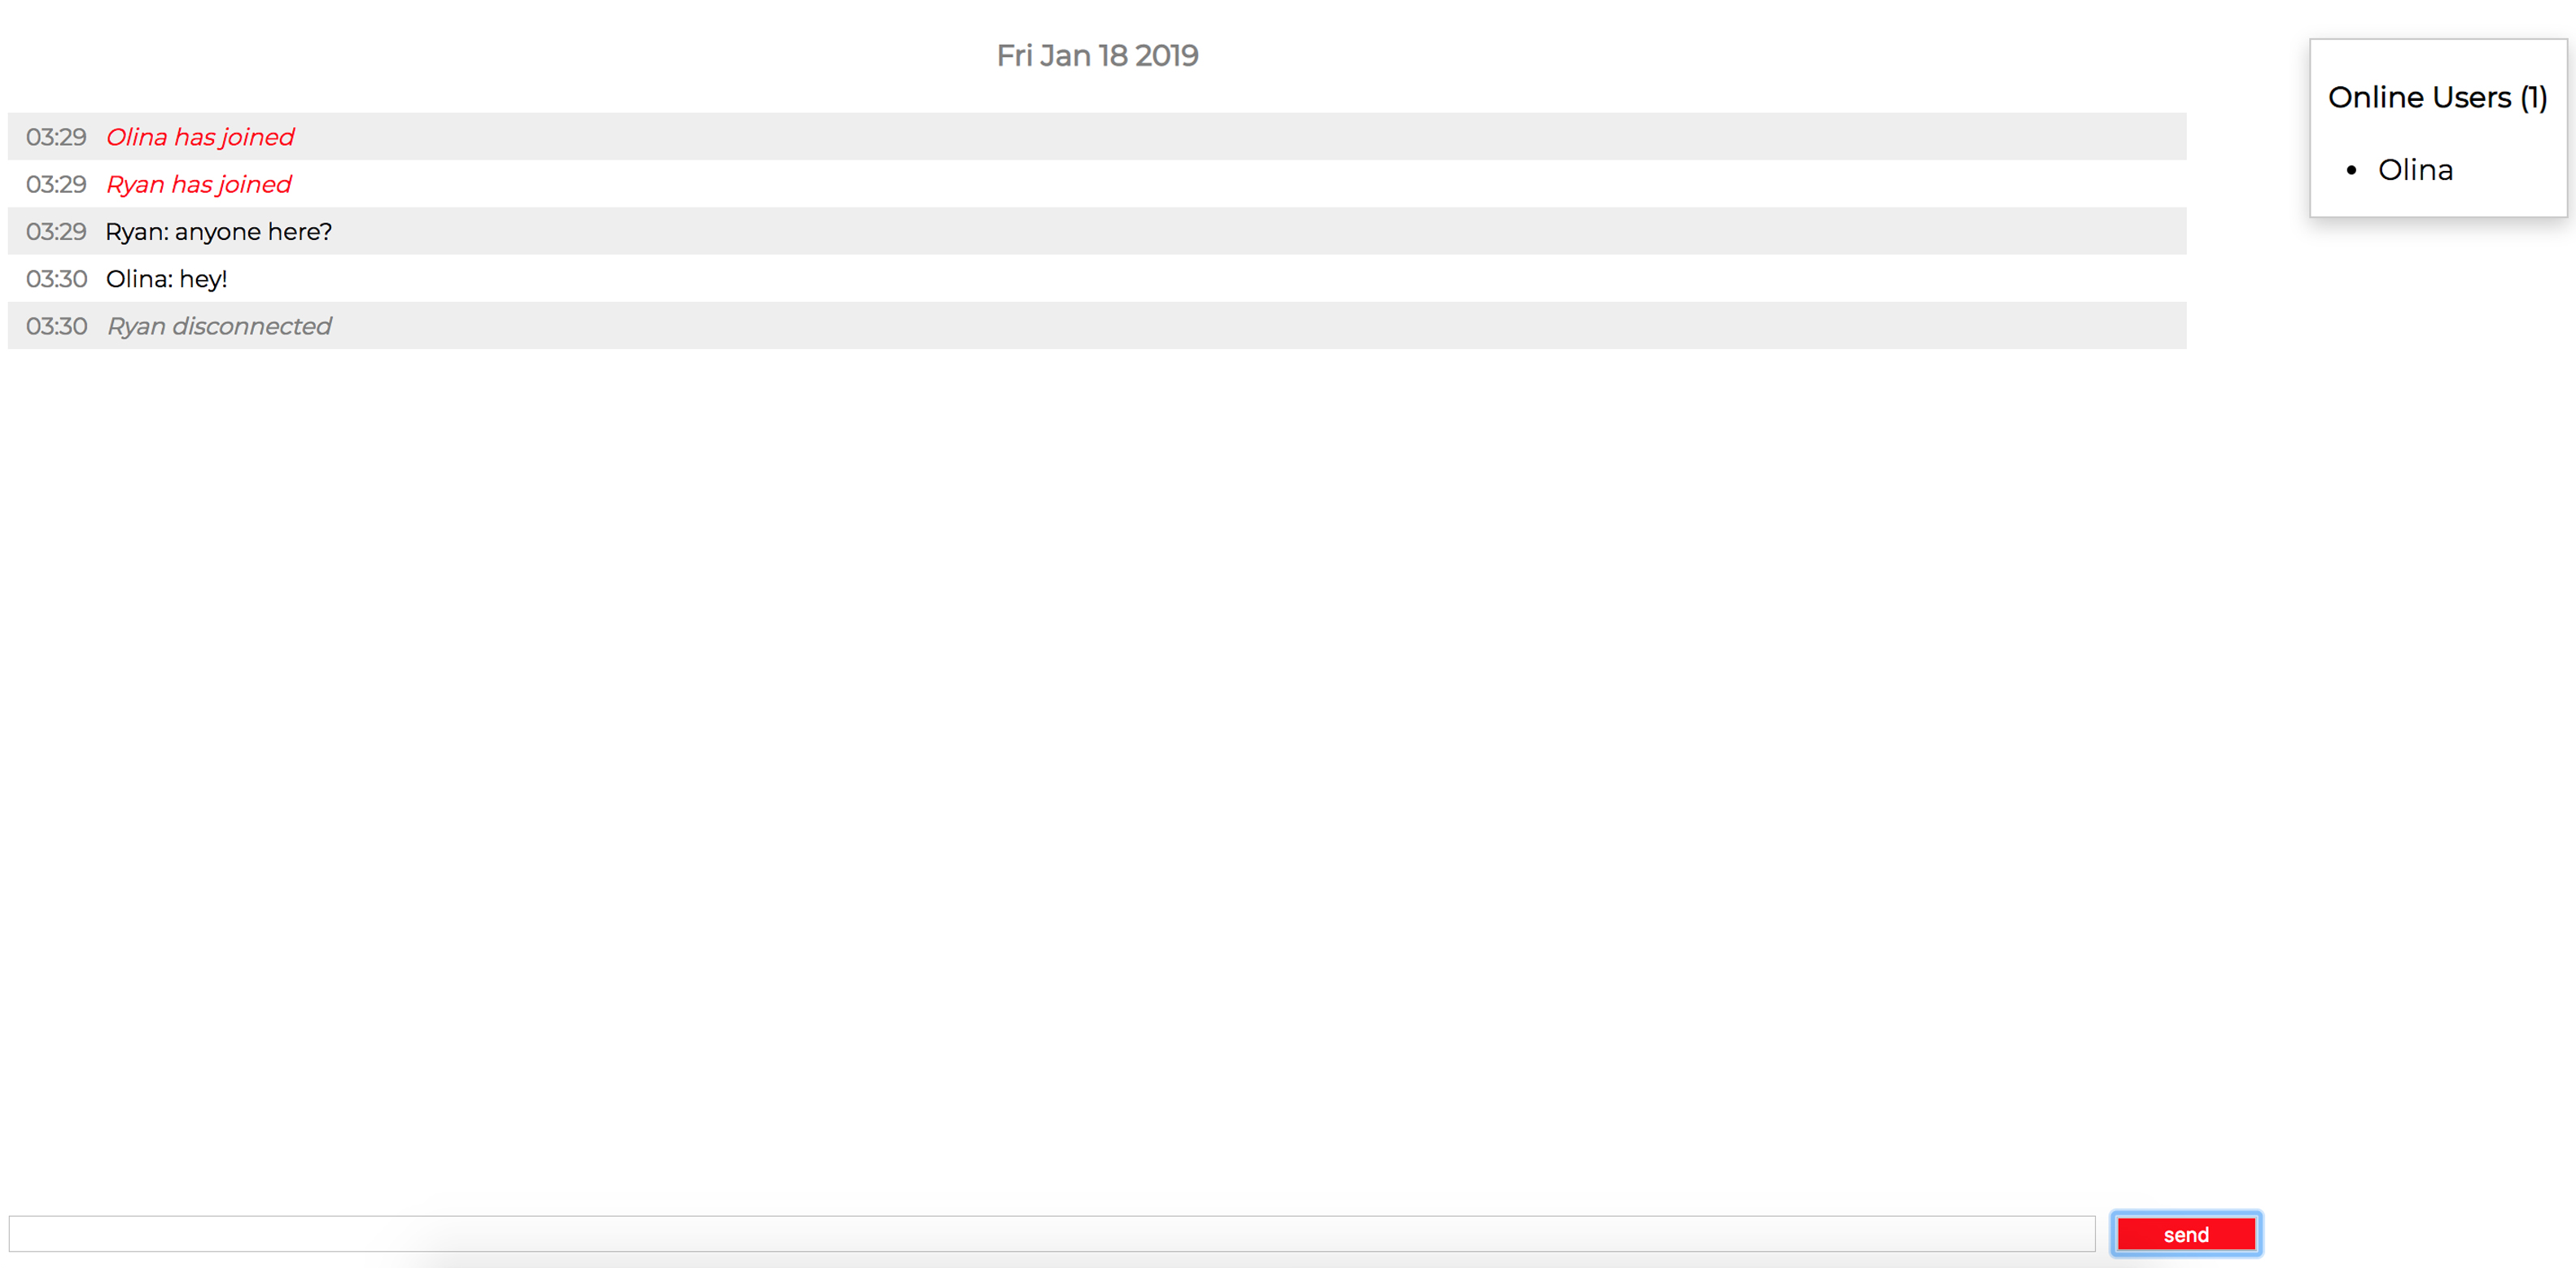 Fri Jan 18 2019
03:29 Olina has joined
03:29 Ryan has joined
03:29 Ryan: anyone here?
03:30 Olina: hey!
03:30 Ryan disconnected
Online Users (1)
• Olina
send